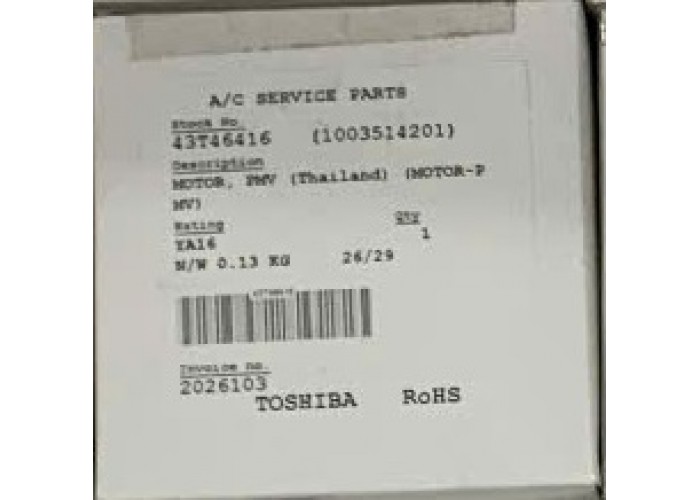 A/C SERVICE PARTS
Stock No.
43T46416 (1003514201)
Description
MOTOR, PMV (Thailand) (MOTOR-P
MV)
Rating Qty
YA16 1
N/W 0.13 KG 26/29
Invoice no.
2026103
TOSHIBA RoHS